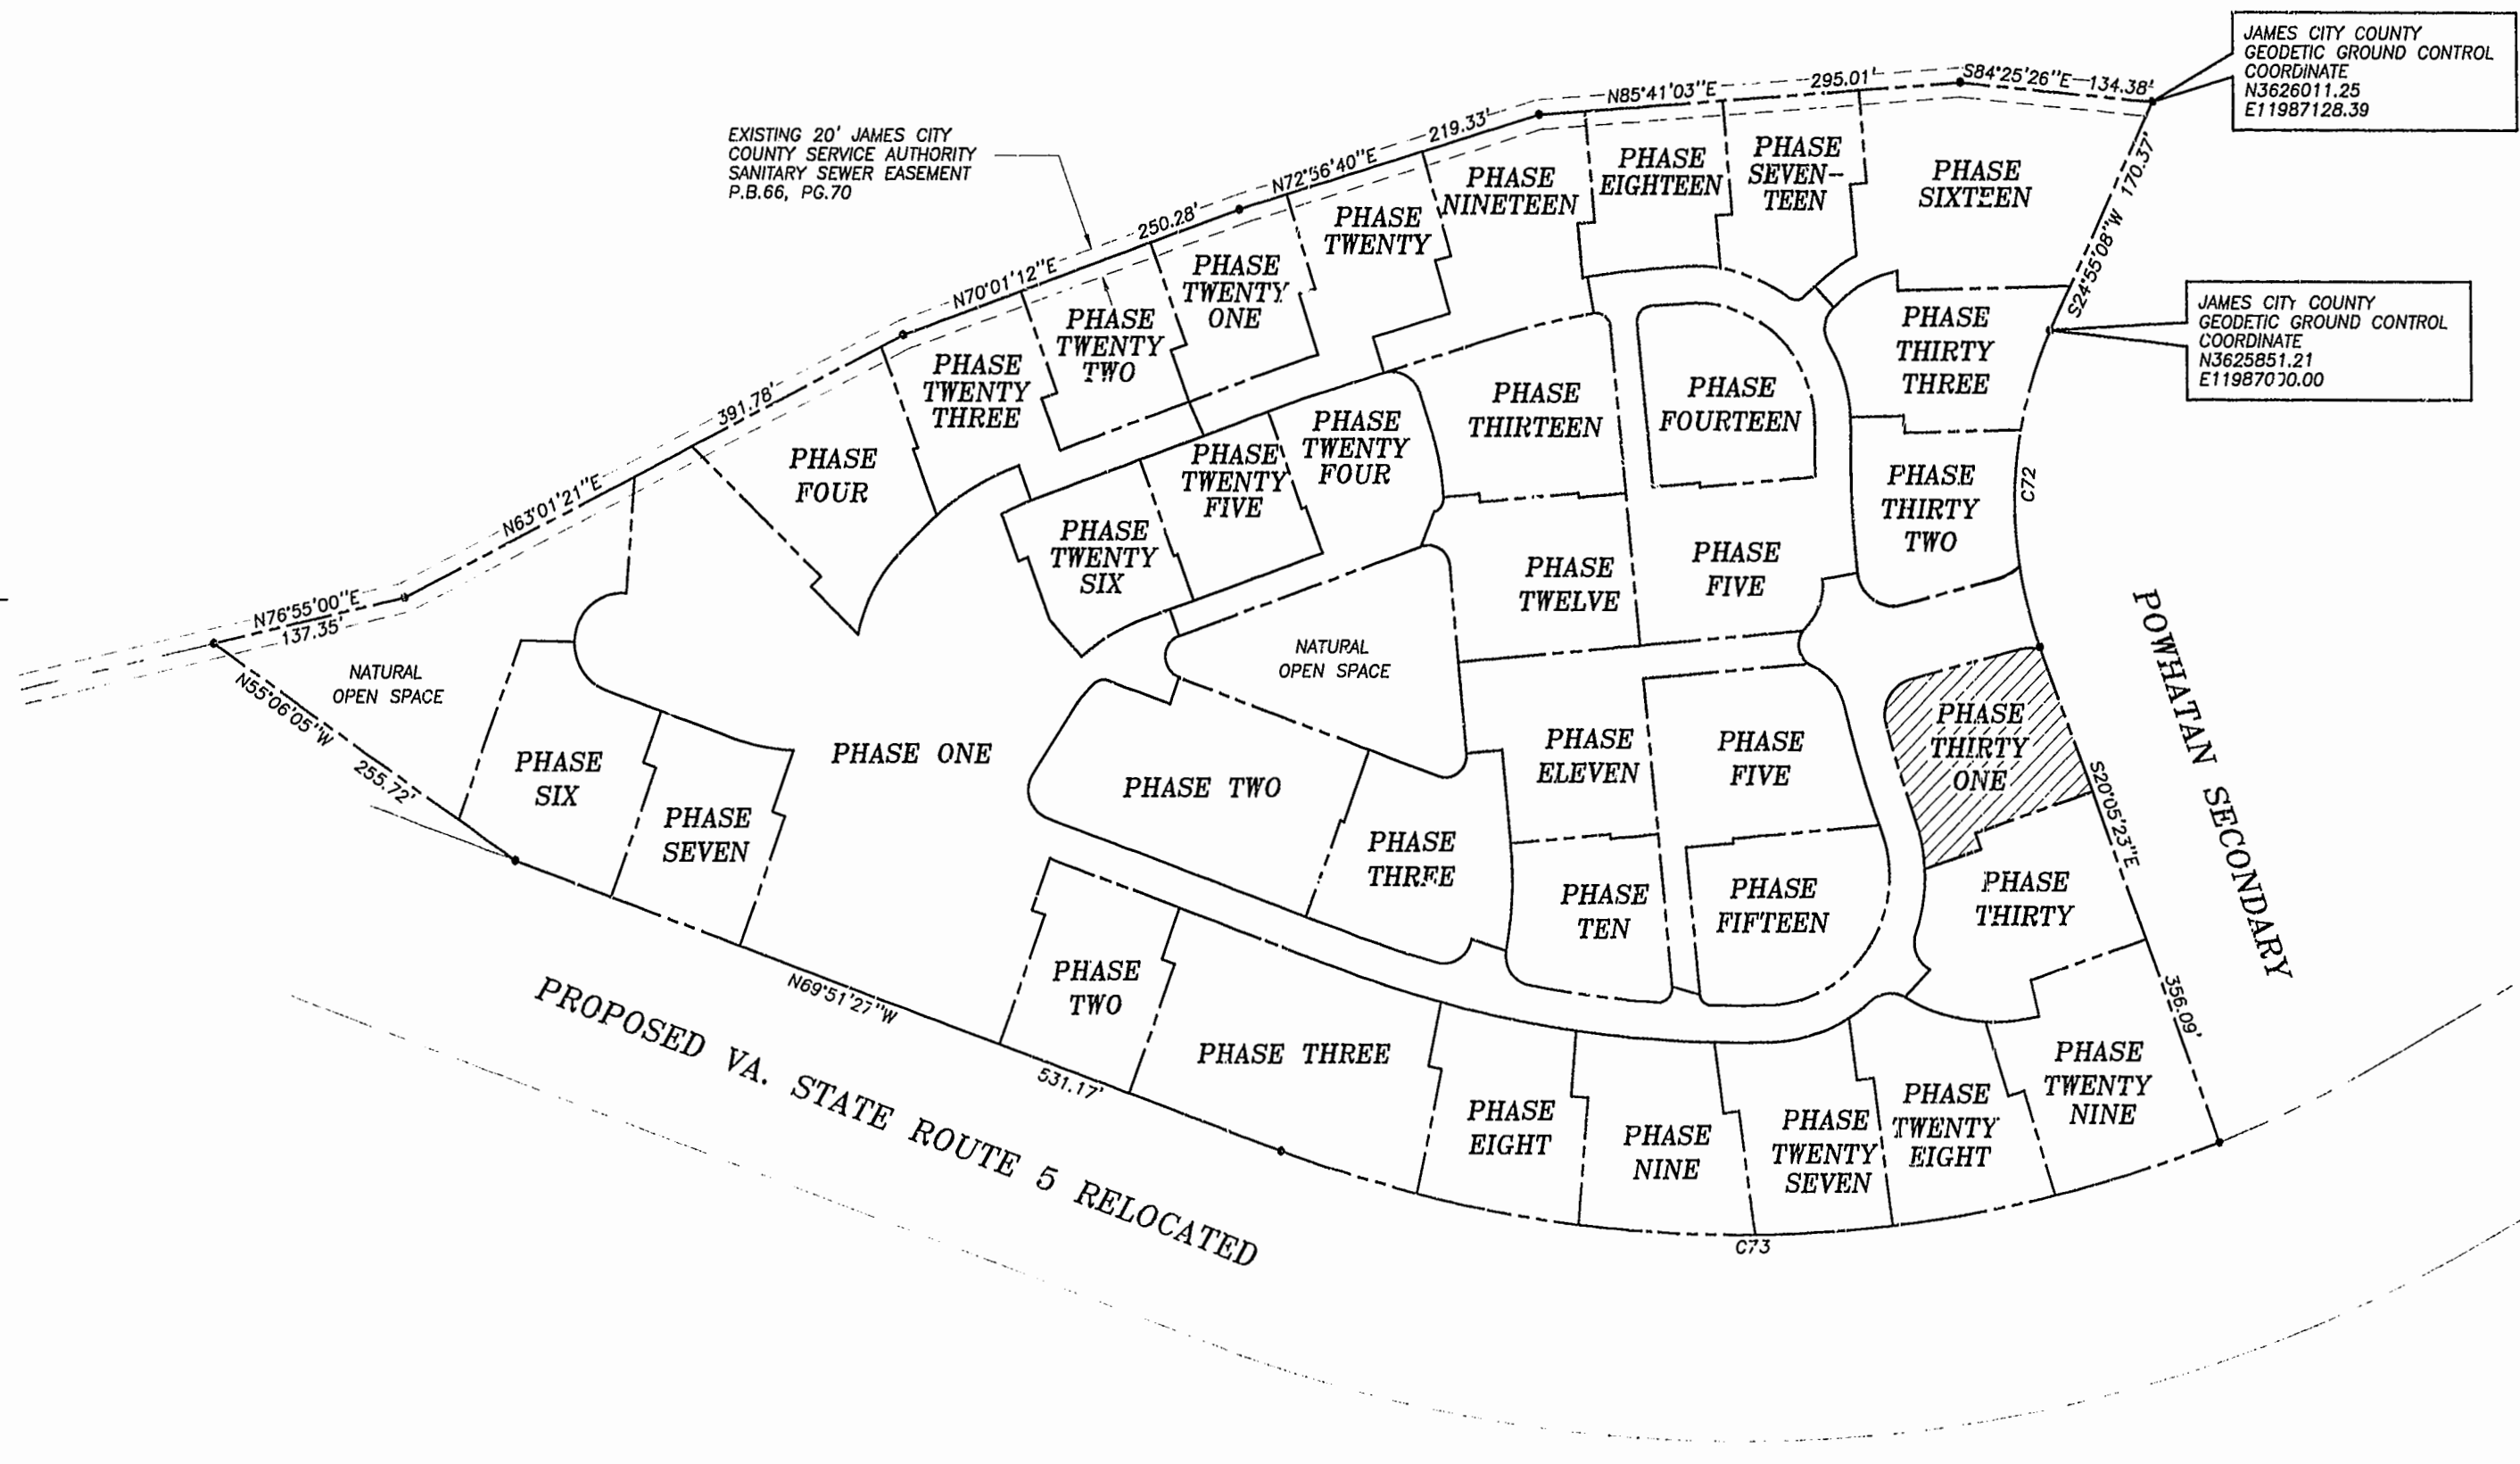 JAMES CITY COUNTY
GEODETIC GROUND CONTROL
COORDINATE
N3626011.25
E11987128.39
S84°25'26"E 134.38'
N85°41'03"E 295.01'
219.33'
N72°56'40"E
250.28'
N70°01'12"E
391.78'
N63°01'21"E
N76°55'00"E
137.35'
EXISTING 20' JAMES CITY
COUNTY SERVICE AUTHORITY
SANITARY SEWER EASEMENT
P.B.66, PG.70
S24°55'08"W 170.37'
JAMES CITY COUNTY
GEODETIC GROUND CONTROL
COORDINATE
N3625851.21
PHASE
EIGHTEEN
PHASE
SEVEN-
TEEN
PHASE
SIXTEEN
PHASE
NINETEEN
PHASE
TWENTY
PHASE
TWENTY
ONE
PHASE
TWENTY
TWO
PHASE
TWENTY
THREE
PHASE
FOUR
PHASE
THIRTY
THREE
PHASE
FOURTEEN
PHASE
THIRTEEN
PHASE
TWENTY
FOUR
PHASE
TWENTY
FIVE
PHASE
TWENTY
SIX
PHASE
THIRTY
TWO
C72
PHASE
FIVE
PHASE
TWELVE
NATURAL
OPEN SPACE
NATURAL
OPEN SPACE
N55°06'05"W
255.72'
PHASE
SIX
PHASE
SEVEN
PHASE ONE
PHASE TWO
PHASE
THREE
PHASE
ELEVEN
PHASE
FIVE
PHASE
THIRTY
ONE
POWHATAN SECONDARY
S20°05'23"E
356.09'
PHASE
TEN
PHASE
FIFTEEN
PHASE
THIRTY
PHASE
TWO
PHASE THREE
PHASE
EIGHT
PHASE
NINE
PHASE
TWENTY
SEVEN
PHASE
TWENTY
EIGHT
PHASE
TWENTY
NINE
N69°51'27"W
531.17'
C73
PROPOSED VA. STATE ROUTE 5 RELOCATED